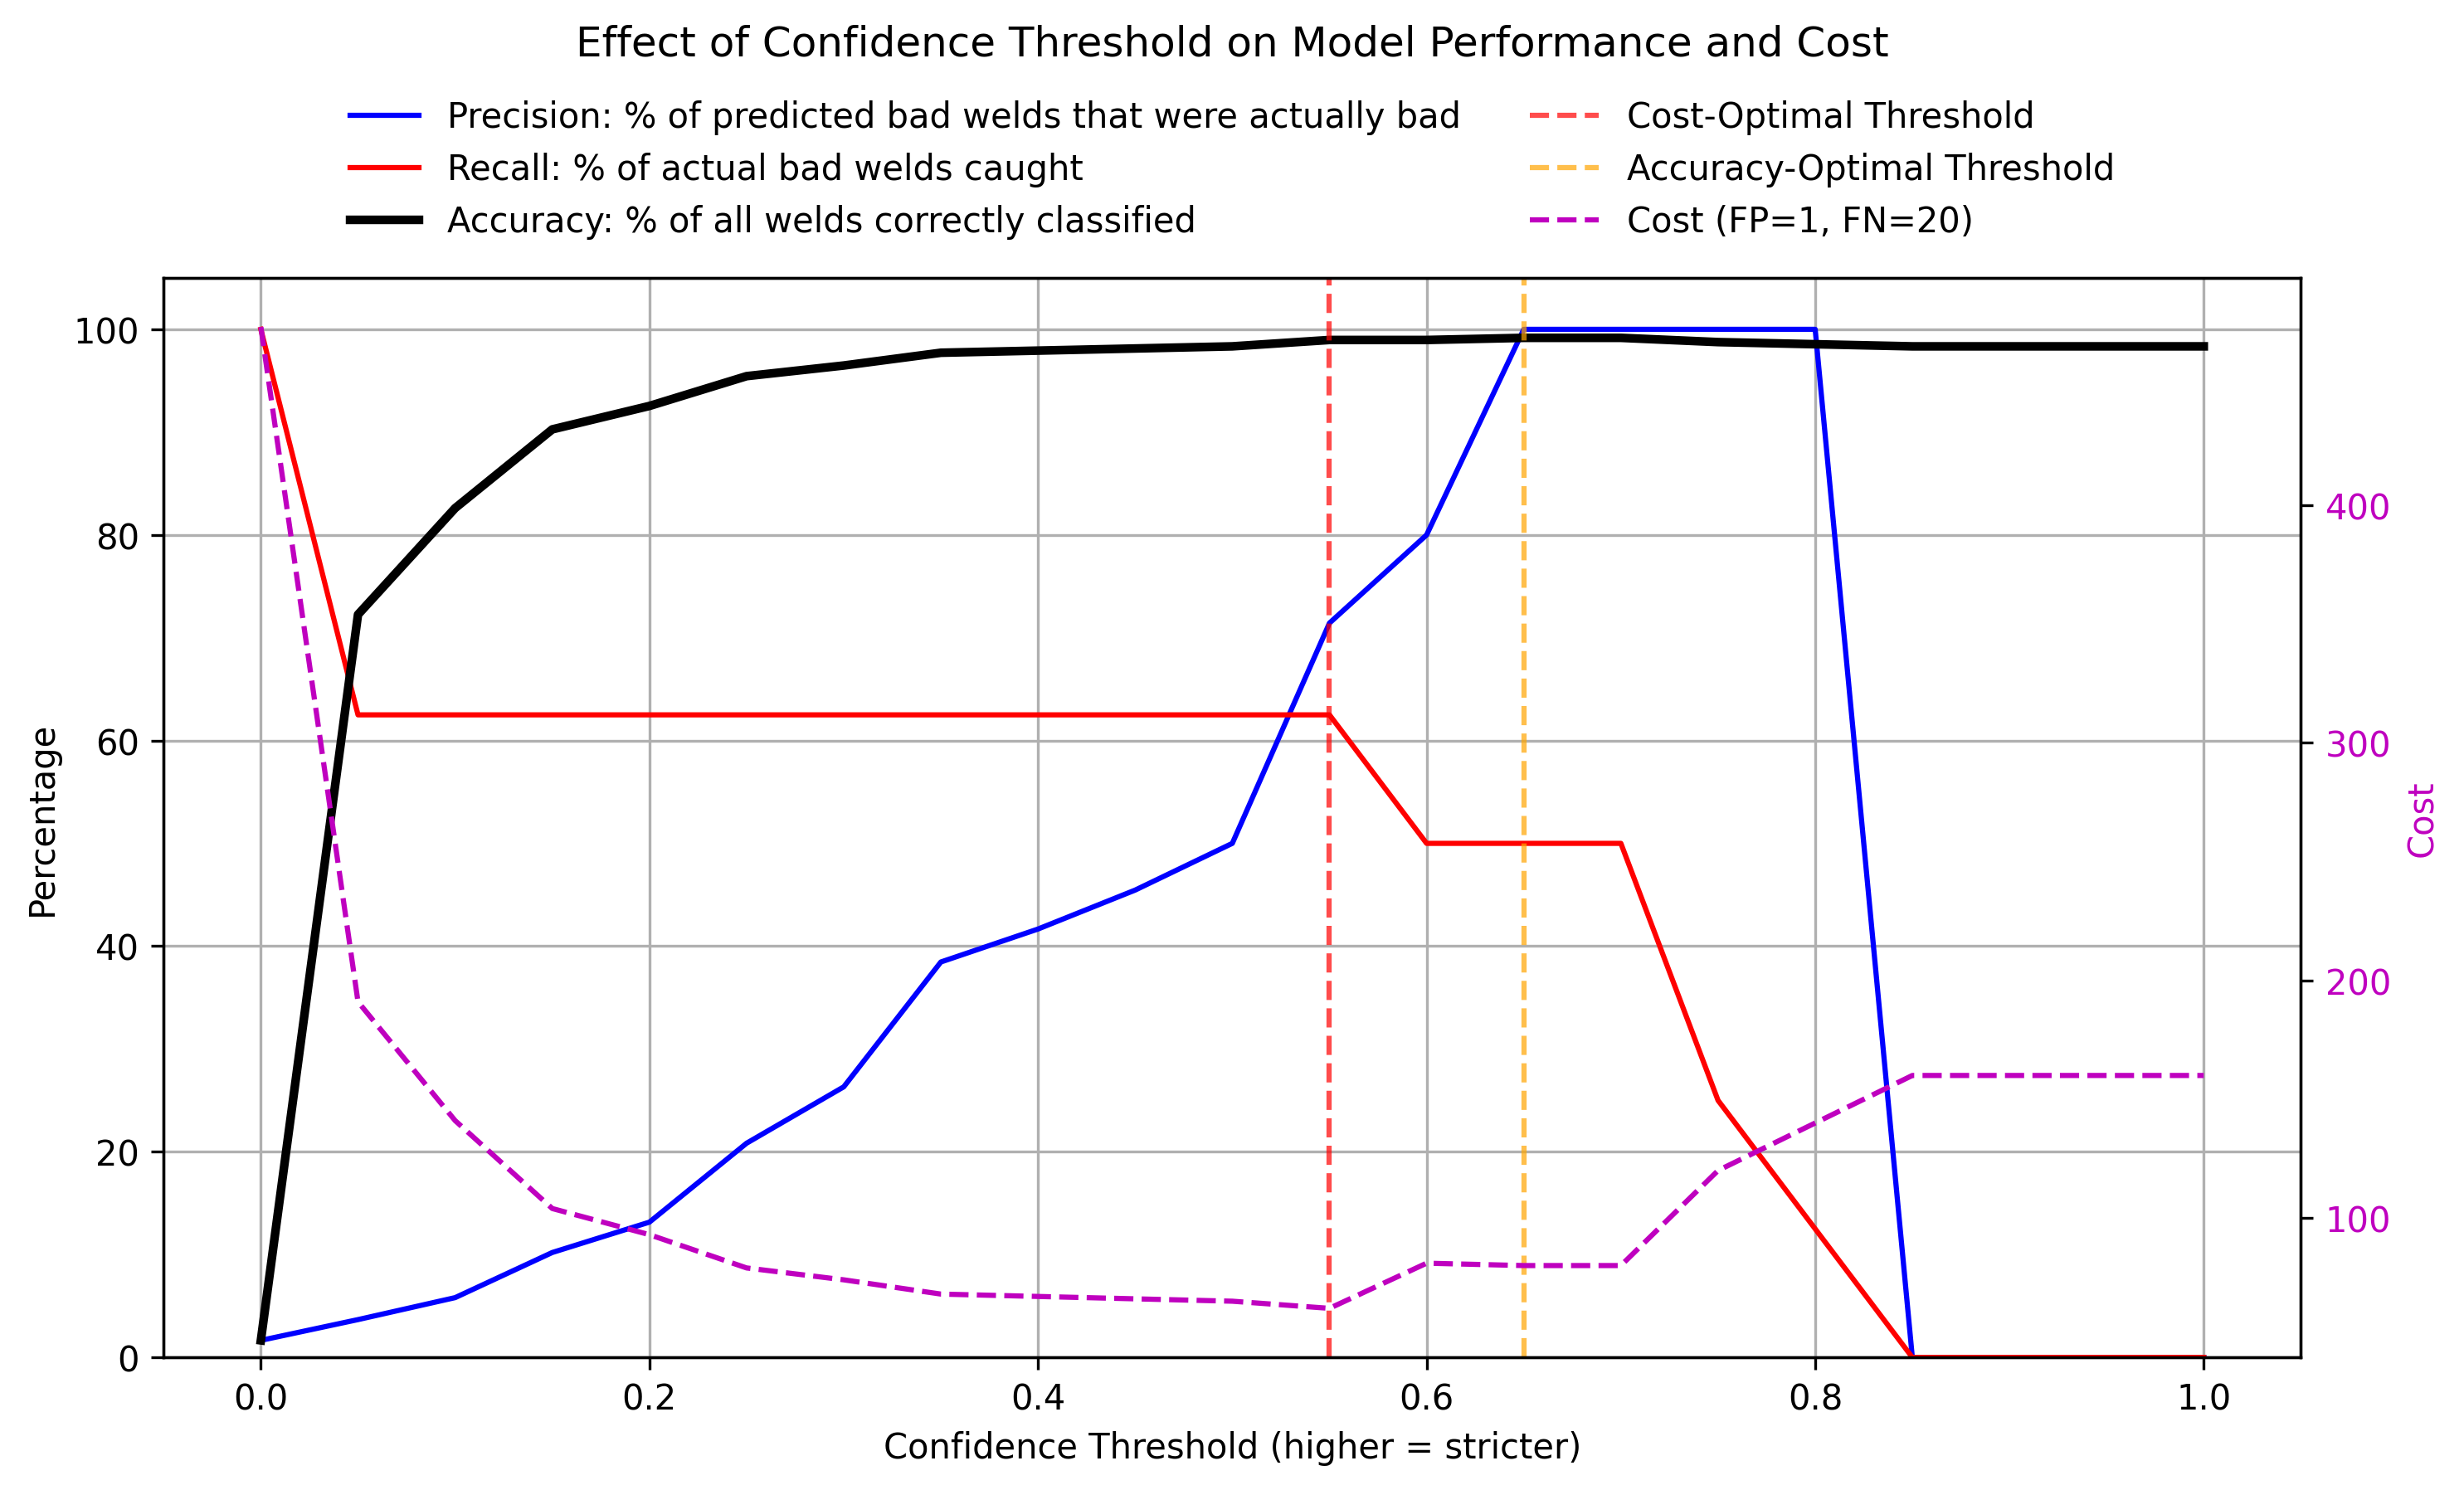 Effect of Confidence Threshold on Model Performance and Cost
Precision: % of predicted bad welds that were actually bad
Recall: % of actual bad welds caught
Accuracy: % of all welds correctly classified
Cost-Optimal Threshold
Accuracy-Optimal Threshold
Cost (FP=1, FN=20)
Percentage
100
80
60
40
20
0
400
300
200
100
Cost
0.0
0.2
0.4
0.6
0.8
1.0
Confidence Threshold (higher = stricter)